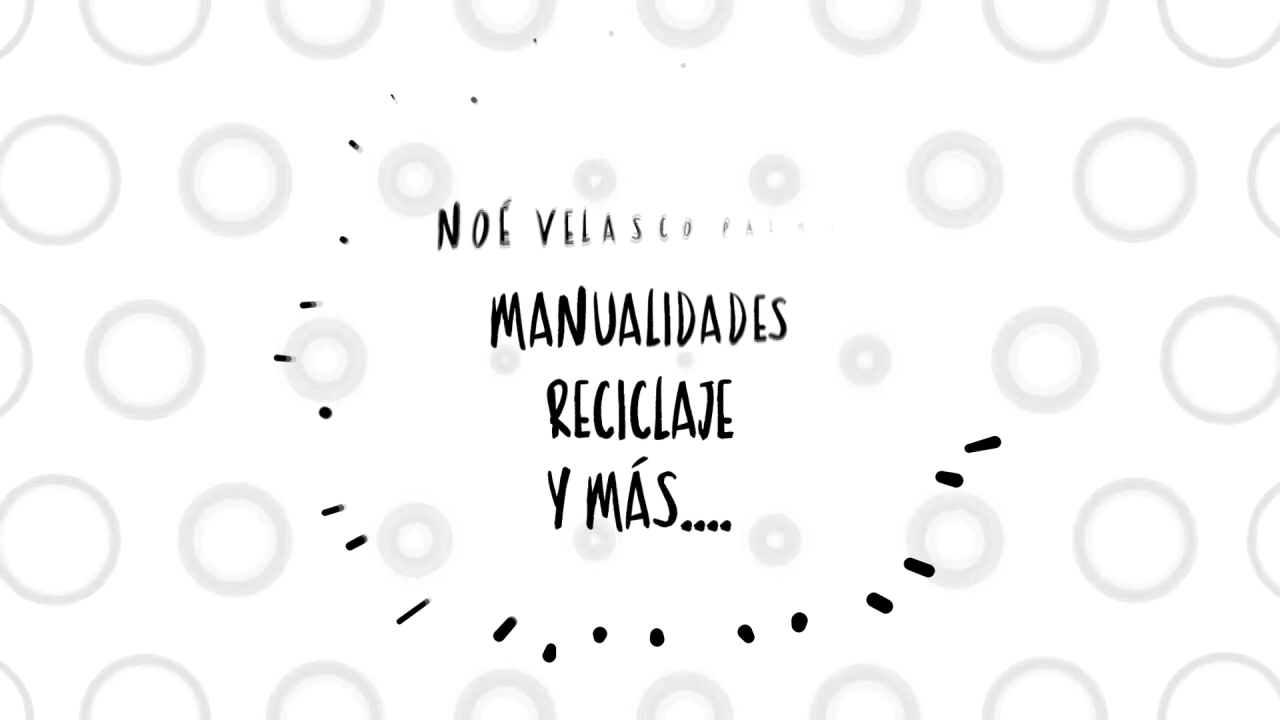 NOÉ VELASCO
MANUALIDADES
RECICLAJE
Y MÁS....